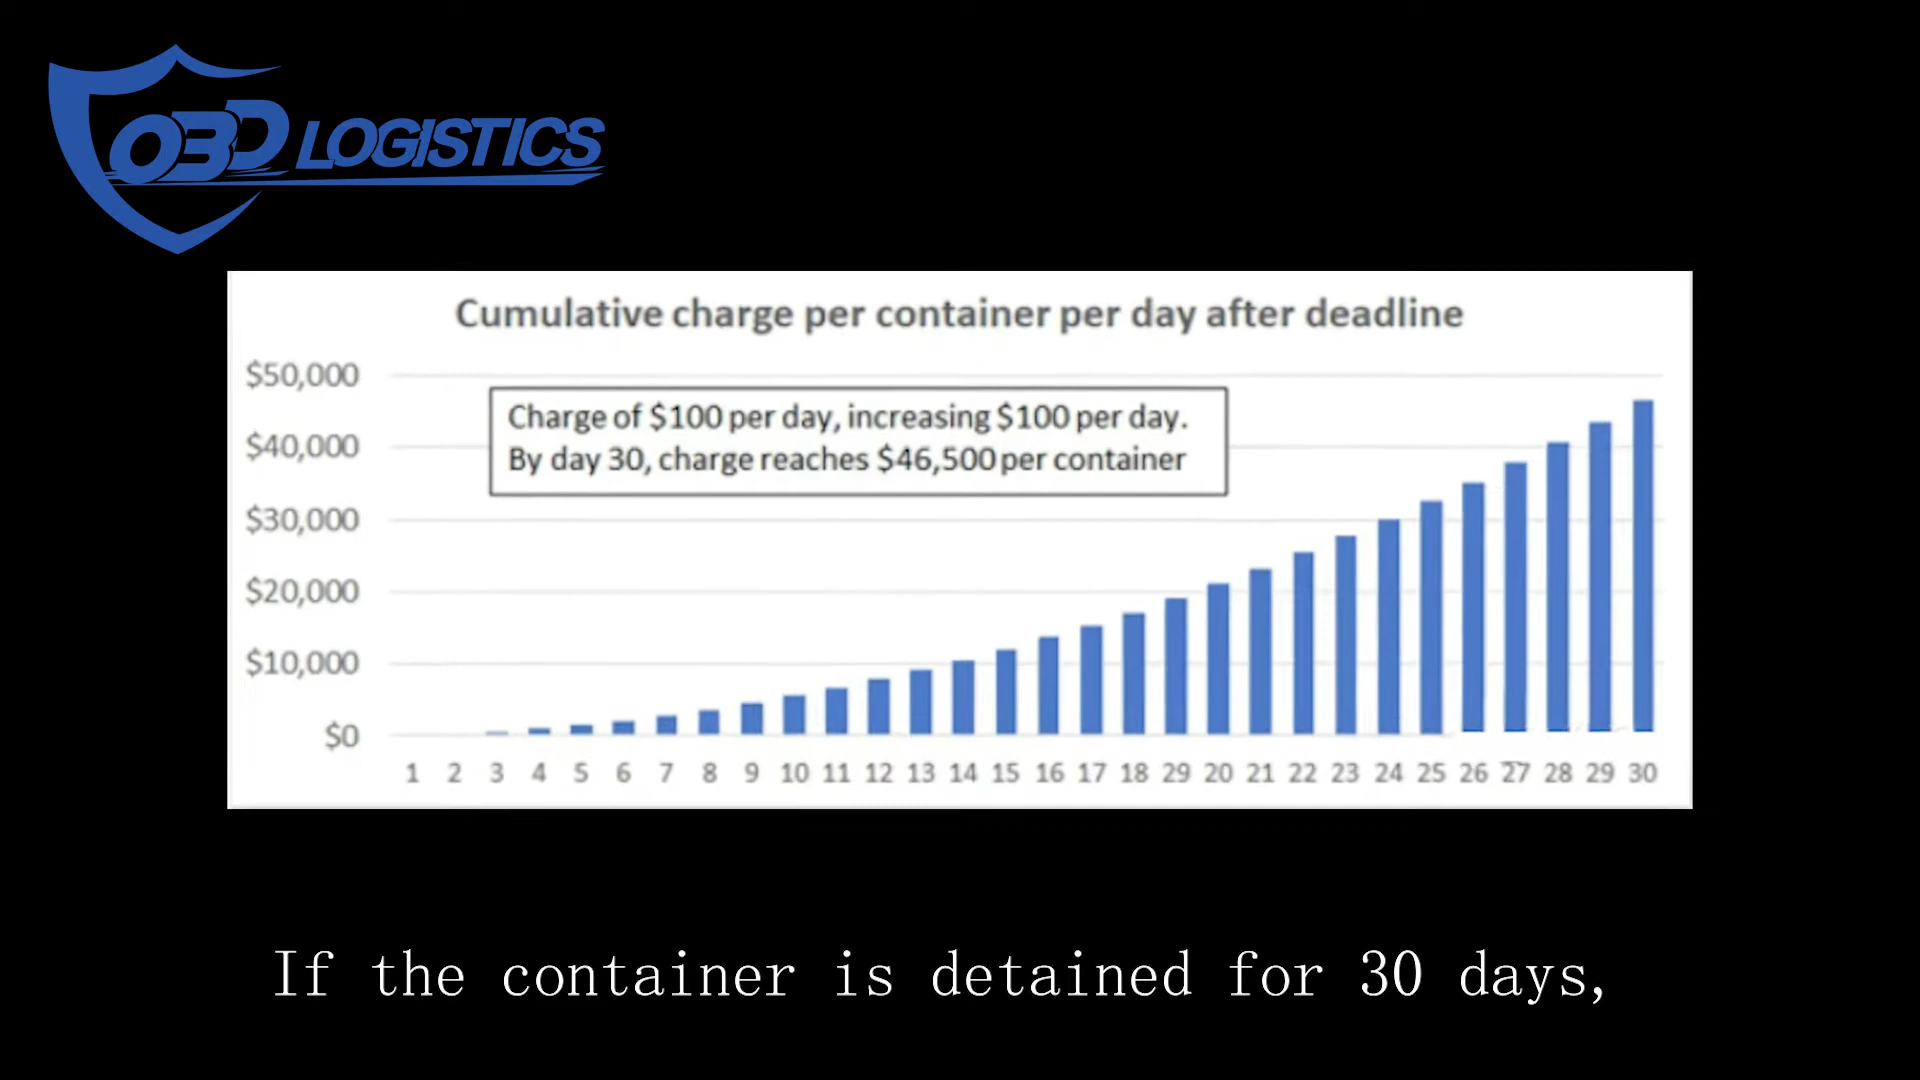 OBD LOGISTICS
Cumulative charge per container per day after deadline
$50,000
Charge of $100 per day, increasing $100 per day.
$40,000
By day 30, charge reaches $46,500 per container
$30,000
$20,000
$10,000
$0
1 2 3 4 5 6 7 8 9 10 11 12 13 14 15 16 17 18 29 20 21 22 23 24 25 26 27 28 29 30
If the container is detained for 30 days,